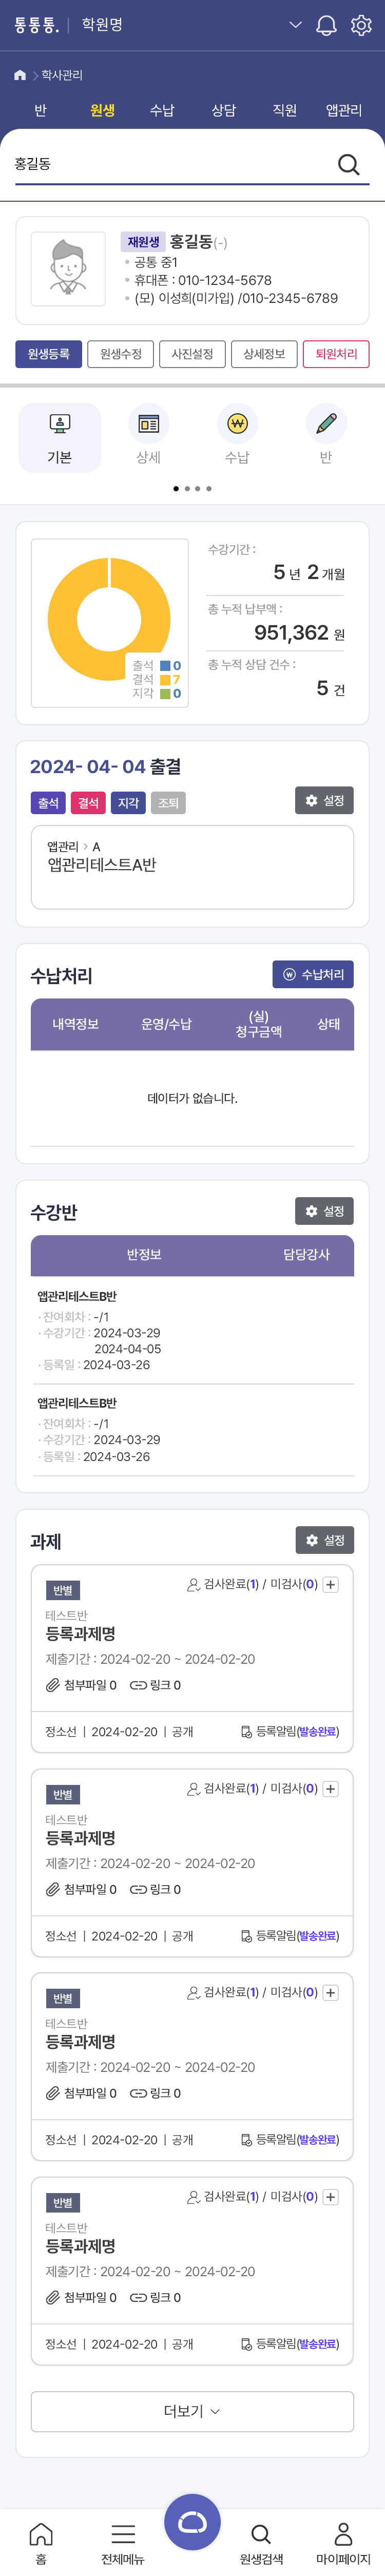 통통통. 학원명
학사관리
반 원생 수납 상담 직원 앱관리
홍길동
재원생 홍길동(-)
공통 중1
휴대폰 : 010-1234-5678
(모) 이성희(미가입) /010-2345-6789
원생등록 원생수정 사진설정 상세정보 퇴원처리
기본 상세 수납 반
수강기간 :
5 년 2 개월
총 누적 납부액 :
951,362 원
총 누적 상담 건수 :
5 건
출석 0
결석 7
지각 0
2024- 04- 04 출결
출석 결석 지각 조퇴 설정
앱관리 > A
앱관리테스트A반
수납처리 수납처리
내역정보 운영/수납 (실) 청구금액 상태
데이터가 없습니다.
수강반 설정
반정보 담당강사
앱관리테스트B반
· 잔여회차 : -/1
· 수강기간 : 2024-03-29
2024-04-05
· 등록일 : 2024-03-26
앱관리테스트B반
· 잔여회차 : -/1
· 수강기간 : 2024-03-29
· 등록일 : 2024-03-26
과제 설정
반별 검사완료(1) / 미검사(0)
테스트반
등록과제명
제출기간 : 2024-02-20 ~ 2024-02-20
첨부파일 0 링크 0
정소선 | 2024-02-20 | 공개 등록알림(발송완료)
반별 검사완료(1) / 미검사(0)
테스트반
등록과제명
제출기간 : 2024-02-20 ~ 2024-02-20
첨부파일 0 링크 0
정소선 | 2024-02-20 | 공개 등록알림(발송완료)
반별 검사완료(1) / 미검사(0)
테스트반
등록과제명
제출기간 : 2024-02-20 ~ 2024-02-20
첨부파일 0 링크 0
정소선 | 2024-02-20 | 공개 등록알림(발송완료)
반별 검사완료(1) / 미검사(0)
테스트반
등록과제명
제출기간 : 2024-02-20 ~ 2024-02-20
첨부파일 0 링크 0
정소선 | 2024-02-20 | 공개 등록알림(발송완료)
더보기
홈 전체메뉴 원생검색 마이페이지